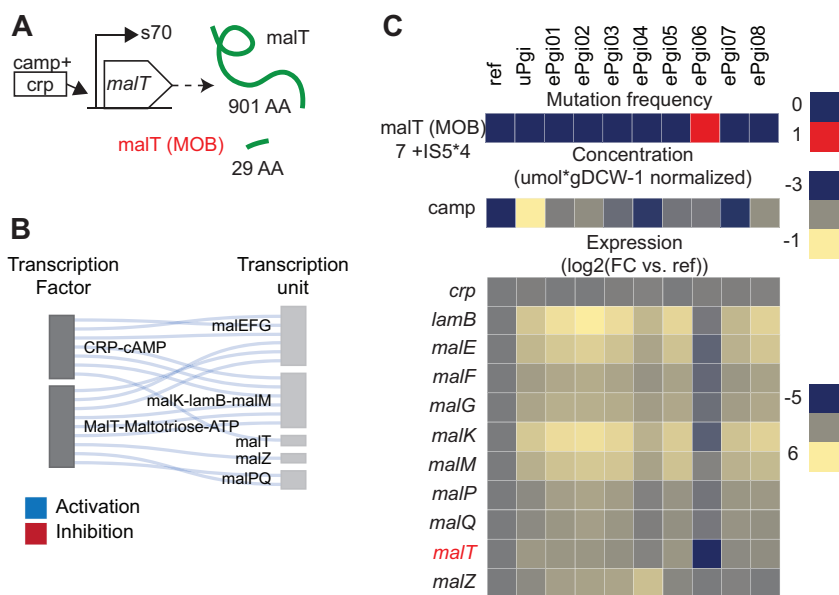 A
camp+
crp
s70
malT
malT
901 AA
malT (MOB)
29 AA
B
Transcription
Factor
Transcription
unit
malEFG
CRP-cAMP
malK-lamB-malM
MalT-Maltotriose-ATP
malT
malZ
malPQ
Activation
Inhibition
C
ref
uPgi
ePgi01
ePgi02
ePgi03
ePgi04
ePgi05
ePgi06
ePgi07
ePgi08
Mutation frequency
malT (MOB)
7 +IS5*4
0
1
Concentration
(umol*gDCW-1 normalized)
camp
-3
-1
Expression
(log2(FC vs. ref))
crp
lamB
malE
malF
malG
malK
malM
malP
malQ
malT
malZ
-5
6